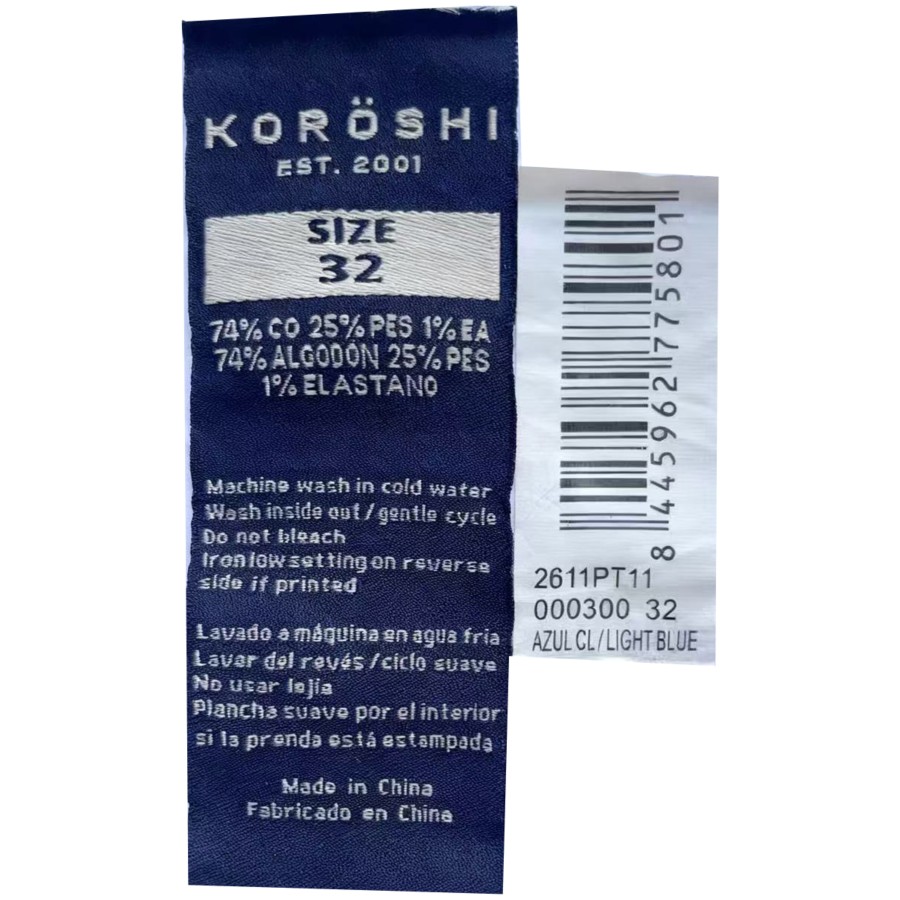 KORÖSHI
EST. 2001
SIZE
32
74% CO 25% PES 1% EA
74% ALGODÓN 25% PES
1% ELASTANO
Machine wash in cold water
Wash inside out / gentle cycle
Do not bleach
Iron low setting on reverse
side if printed
Lavado a máquina en agua fria
Lavar del revés / ciclo suave
No usar lejía
Plancha suave por el interior
si la prenda está estampada
Made in China
Fabricado en China
8 445962 775801
2611PT11
000300 32
AZUL CL/LIGHT BLUE